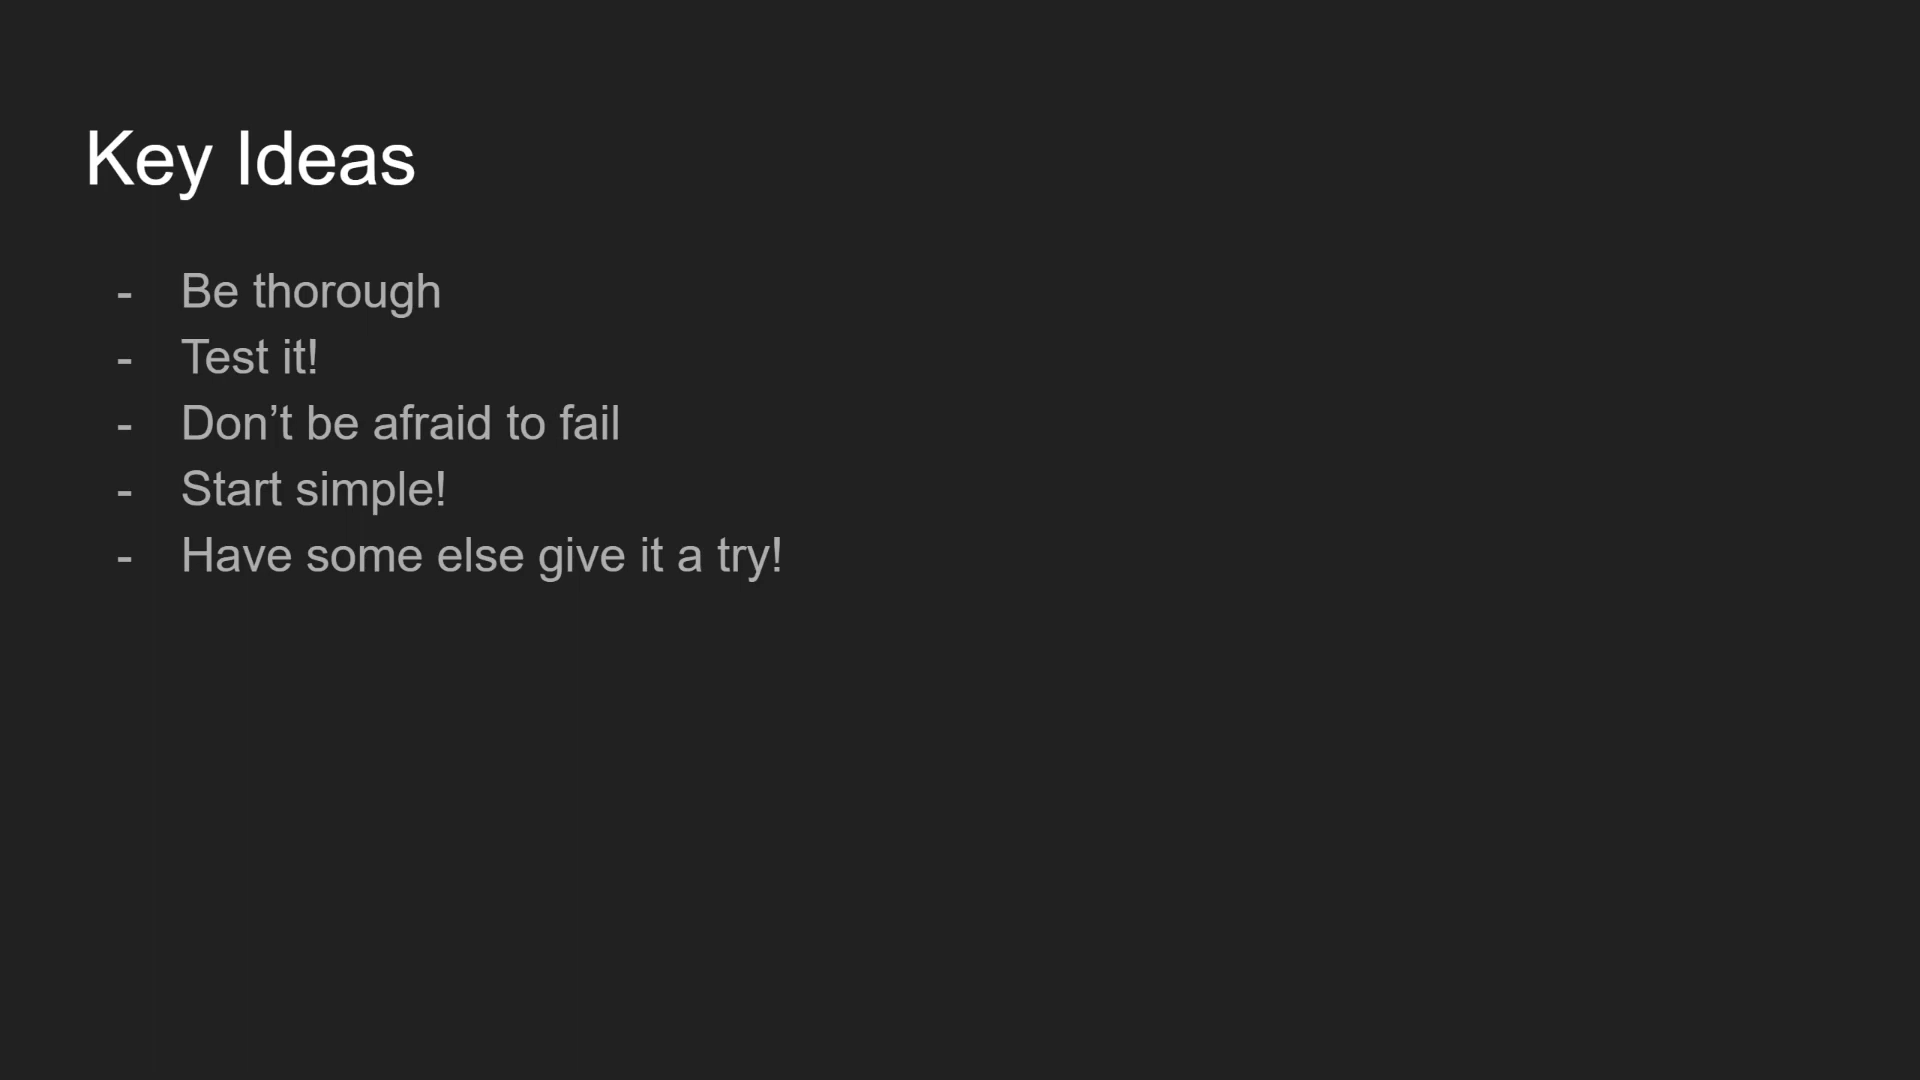 Key Ideas
- Be thorough
- Test it!
- Don’t be afraid to fail
- Start simple!
- Have some else give it a try!